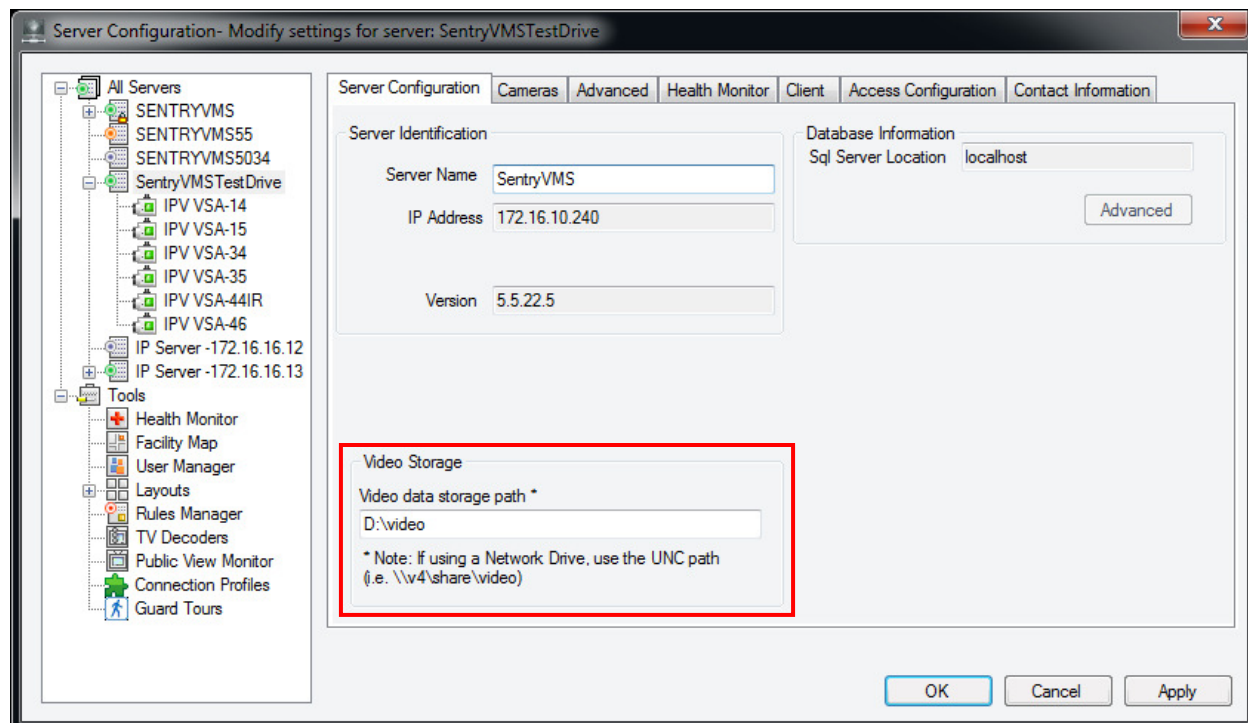 Server Configuration- Modify settings for server: SentryVMSTestDrive
x
All Servers
SENTRYVMS
SENTRYVMS55
SENTRYVMS5034
SentryVMSTestDrive
IPV VSA-14
IPV VSA-15
IPV VSA-34
IPV VSA-35
IPV VSA-44IR
IPV VSA-46
IP Server -172.16.16.12
IP Server -172.16.16.13
Tools
Health Monitor
Facility Map
User Manager
Layouts
Rules Manager
TV Decoders
Public View Monitor
Connection Profiles
Guard Tours
Server Configuration Cameras Advanced Health Monitor Client Access Configuration Contact Information
Server Identification
Server Name SentryVMS
IP Address 172.16.10.240
Version 5.5.22.5
Database Information
Sql Server Location localhost
Advanced
Video Storage
Video data storage path *
D:\video
* Note: If using a Network Drive, use the UNC path
(i.e. \\v4\share\video)
OK Cancel Apply